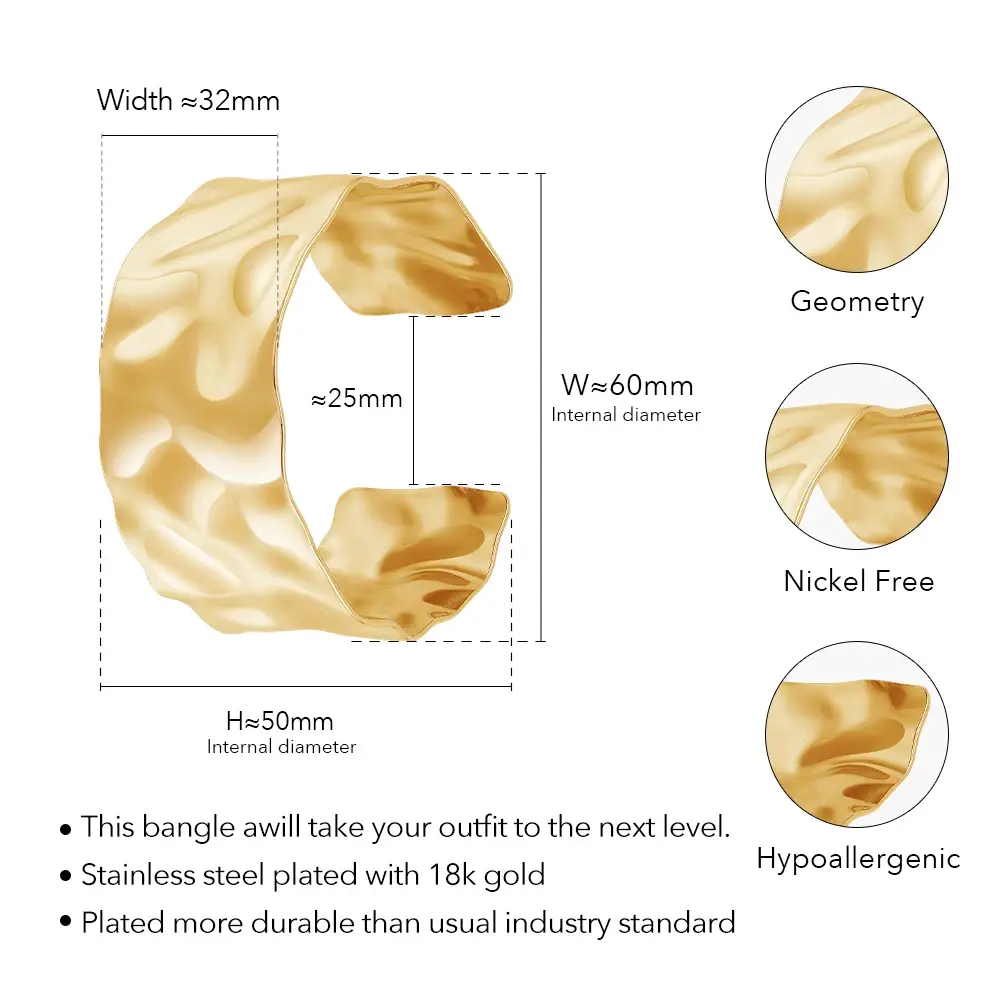 Width ≈32mm
≈25mm
W≈60mm
Internal diameter
H≈50mm
Internal diameter
Geometry
Nickel Free
Hypoallergenic
• This bangle awill take your outfit to the next level.
• Stainless steel plated with 18k gold
• Plated more durable than usual industry standard